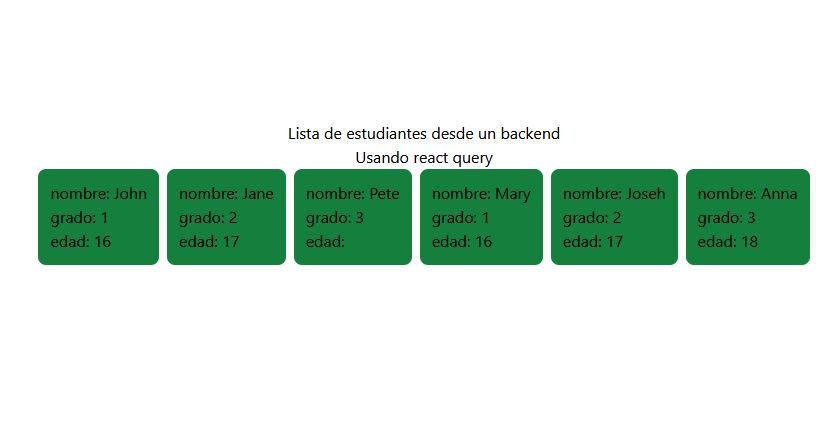 Lista de estudiantes desde un backend
Usando react query
nombre: John
grado: 1
edad: 16
nombre: Jane
grado: 2
edad: 17
nombre: Pete
grado: 3
edad:
nombre: Mary
grado: 1
edad: 16
nombre: Joseh
grado: 2
edad: 17
nombre: Anna
grado: 3
edad: 18